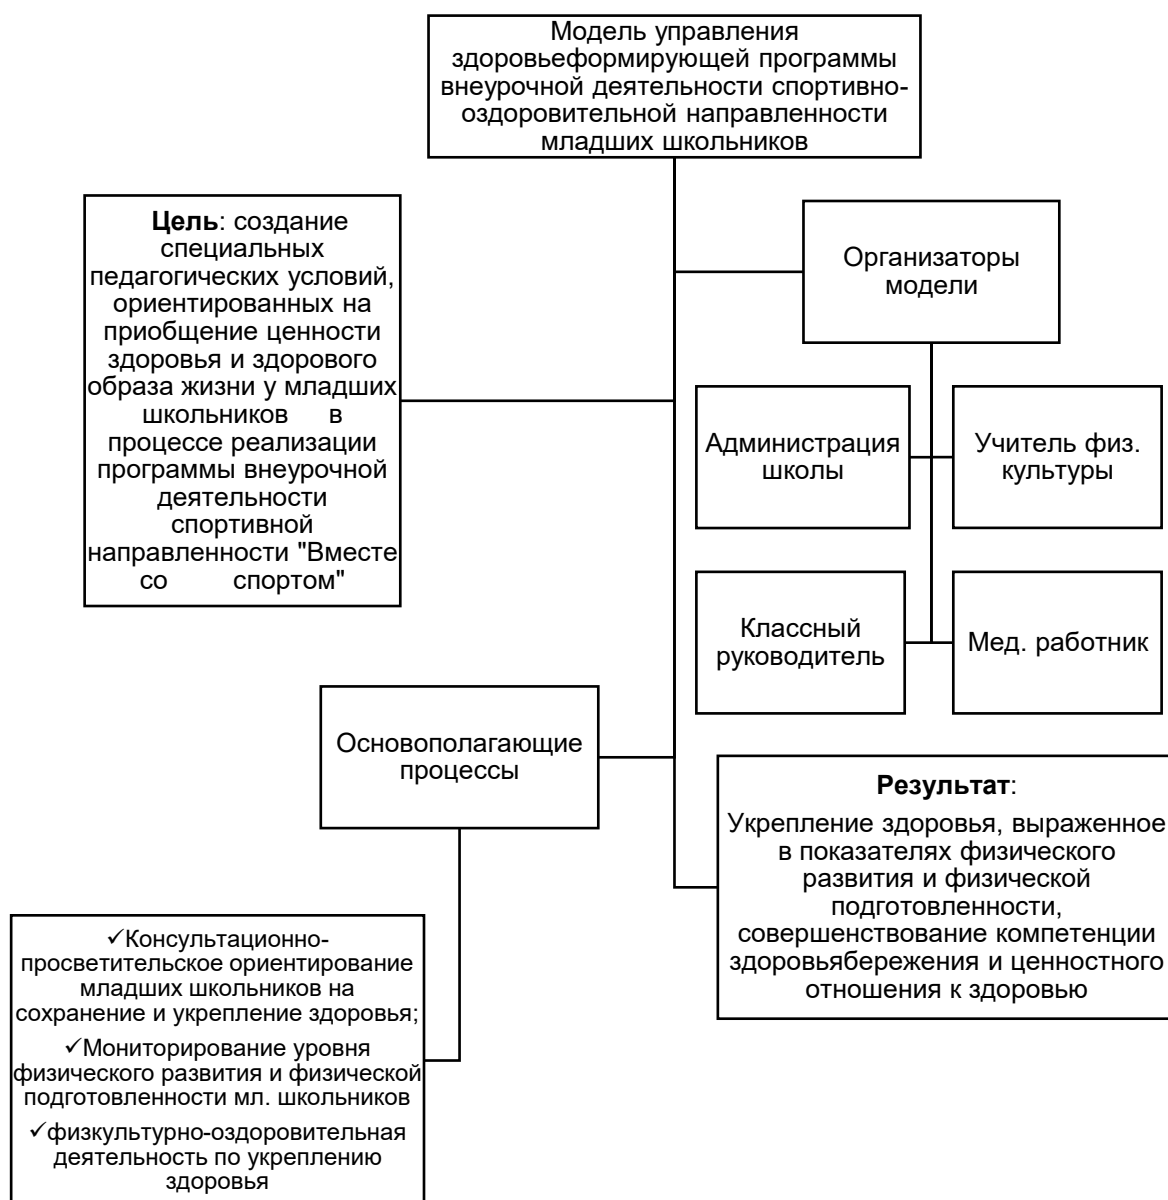 Модель управления
здоровьеформирующей программы
внеурочной деятельности спортивно-
оздоровительной направленности
младших школьников
Цель: создание
специальных
педагогических условий,
ориентированных на
приобщение ценности
здоровья и здорового
образа жизни у младших
школьников в
процессе реализации
программы внеурочной
деятельности
спортивной
направленности "Вместе
со спортом"
Организаторы
модели
Администрация
школы
Учитель физ.
культуры
Классный
руководитель
Мед. работник
Основополагающие
процессы
Результат:
Укрепление здоровья, выраженное
в показателях физического
развития и физической
подготовленности,
совершенствование компетенции
здоровьябережения и ценностного
отношения к здоровью
✓Консультационно-
просветительское ориентирование
младших школьников на
сохранение и укрепление здоровья;
✓Мониторирование уровня
физического развития и физической
подготовленности мл. школьников
✓физкультурно-оздоровительная
деятельность по укреплению
здоровья